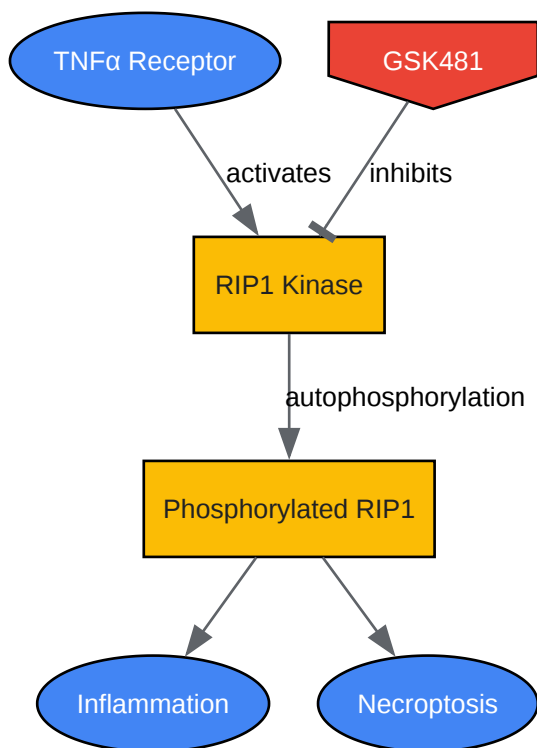 TNFα Receptor
GSK481
activates
inhibits
RIP1 Kinase
autophosphorylation
Phosphorylated RIP1
Inflammation
Necroptosis